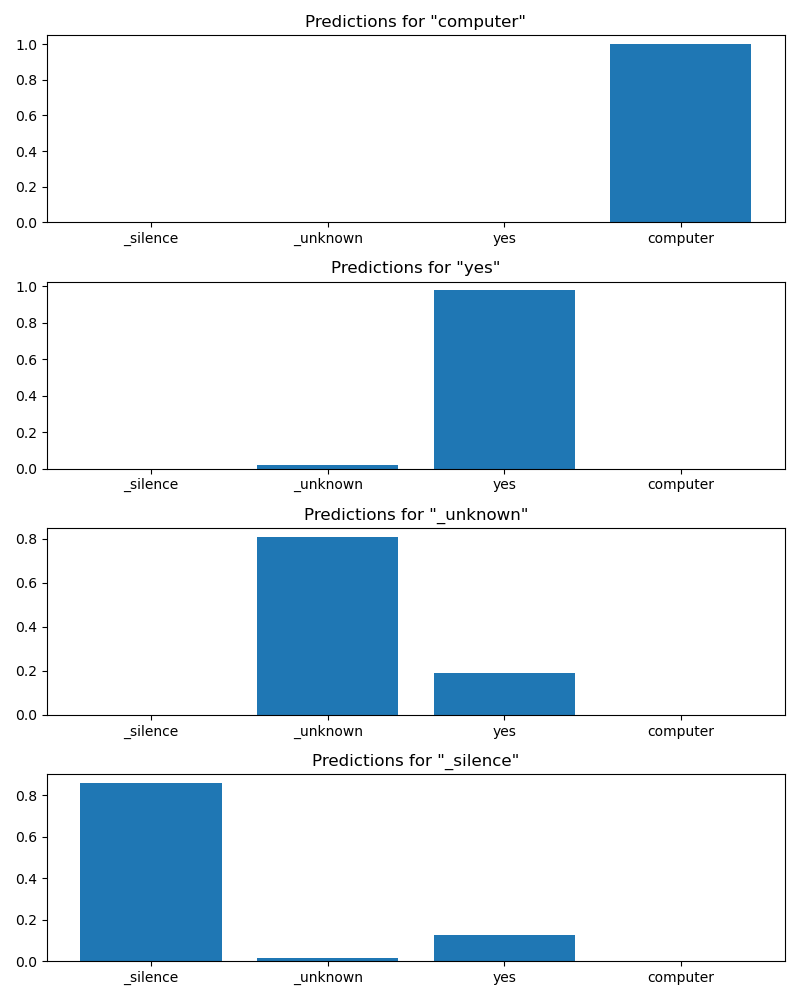 Predictions for "computer"
1.0
0.8
0.6
0.4
0.2
0.0
_silence _unknown yes computer
Predictions for "yes"
1.0
0.8
0.6
0.4
0.2
0.0
_silence _unknown yes computer
Predictions for "_unknown"
0.8
0.6
0.4
0.2
0.0
_silence _unknown yes computer
Predictions for "_silence"
0.8
0.6
0.4
0.2
0.0
_silence _unknown yes computer